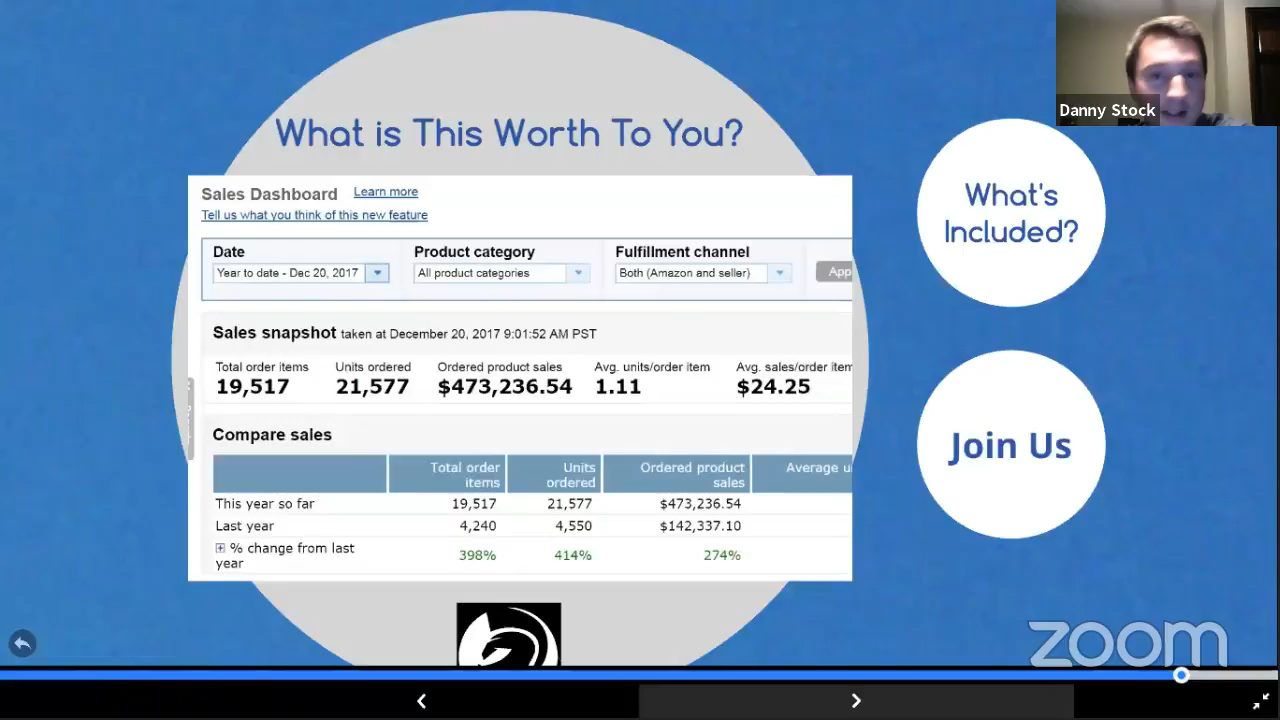 What is This Worth To You?
Danny Stock
What's
Included?
Join Us
Sales Dashboard Learn more
Tell us what you think of this new feature
Date Product category Fulfillment channel
Year to date - Dec 20, 2017 All product categories Both (Amazon and seller) App
Sales snapshot taken at December 20, 2017 9:01:52 AM PST
Total order items Units ordered Ordered product sales Avg. units/order item Avg. sales/order item
19,517 21,577 $473,236.54 1.11 $24.25
Compare sales
Total order Units Ordered product Average u
items ordered sales
This year so far 19,517 21,577 $473,236.54
Last year 4,240 4,550 $142,337.10
% change from last
year 398% 414% 274%
zoom